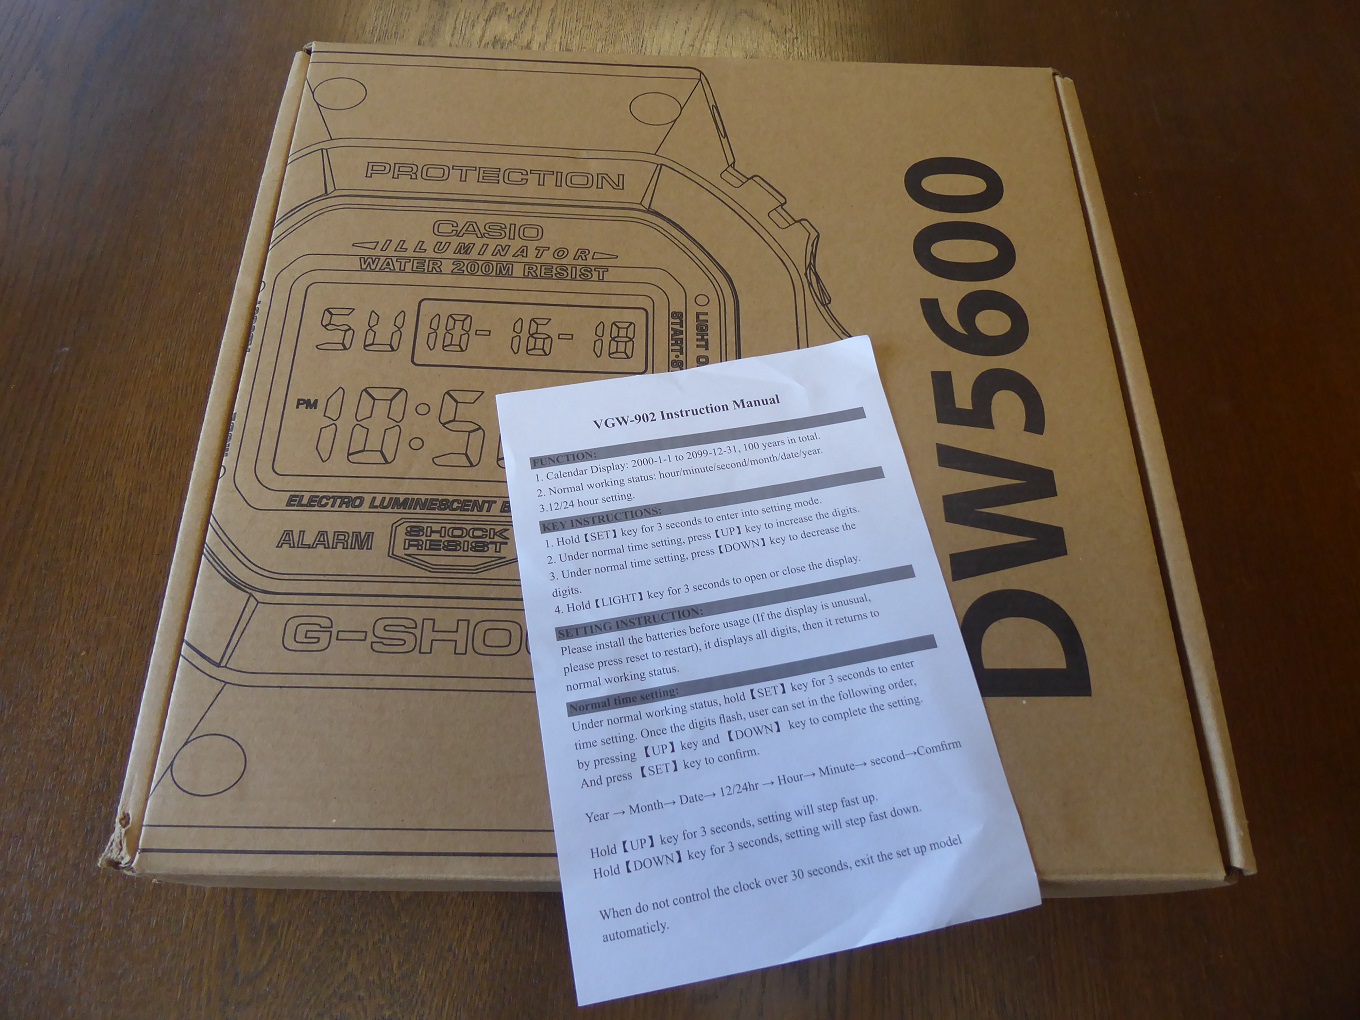 PROTECTION
CASIO
ILLUMINATOR
WATER 200M RESIST
SU 10-16-18
PM 10:5
LIGHT
START-S
ELECTRO LUMINESCENT B
ALARM
SHOCK
RESIST
G-SHO
DW5600
VGW-902 Instruction Manual
FUNCTION:
1. Calendar Display: 2000-1-1 to 2099-12-31, 100 years in total.
2. Normal working status: hour/minute/second/month/date/year.
3.12/24 hour setting.
KEY INSTRUCTIONS:
1. Hold【SET】key for 3 seconds to enter into setting mode.
2. Under normal time setting, press【UP】key to increase the digits.
3. Under normal time setting, press【DOWN】key to decrease the
digits.
4. Hold【LIGHT】key for 3 seconds to open or close the display.
SETTING INSTRUCTION:
Please install the batteries before usage (If the display is unusual,
please press reset to restart), it displays all digits, then it returns to
normal working status.
Normal time setting:
Under normal working status, hold【SET】key for 3 seconds to enter
time setting. Once the digits flash, user can set in the following order,
by pressing 【UP】key and 【DOWN】 key to complete the setting.
And press 【SET】key to confirm.
Year → Month→ Date→ 12/24hr → Hour→ Minute→ second→Comfirm
Hold【UP】key for 3 seconds, setting will step fast up.
Hold【DOWN】key for 3 seconds, setting will step fast down.
When do not control the clock over 30 seconds, exit the set up model
automaticly.